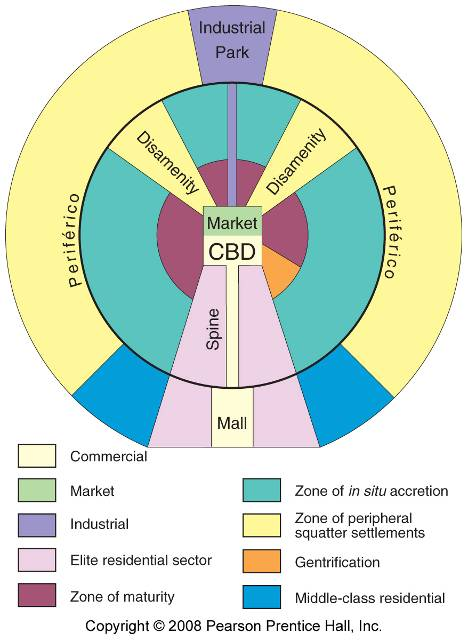 Industrial
Park
Disamenity
Disamenity
Periférico
Periférico
Market
CBD
Spine
Mall
Commercial
Market
Industrial
Elite residential sector
Zone of maturity
Zone of in situ accretion
Zone of peripheral
squatter settlements
Gentrification
Middle-class residential
Copyright © 2008 Pearson Prentice Hall, Inc.